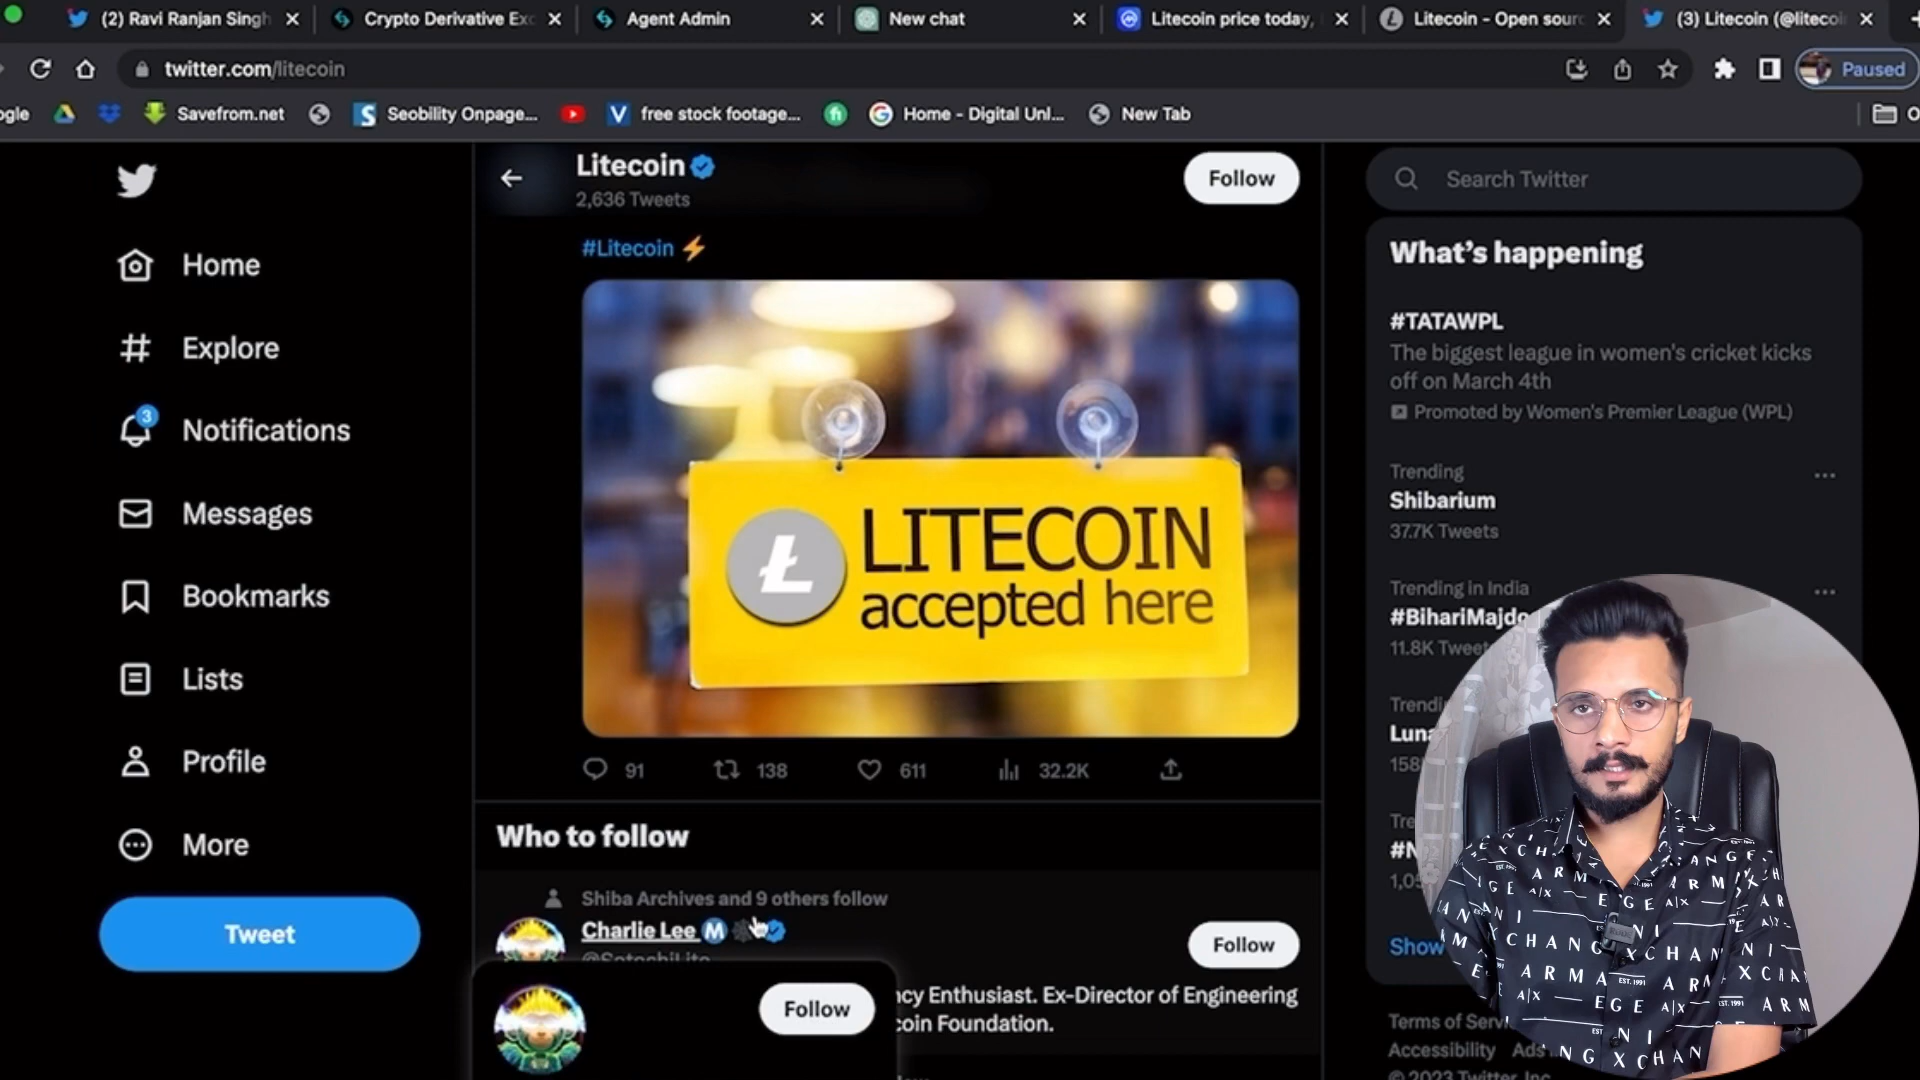 (2) Ravi Ranjan Singh
Crypto Derivative Exc
Agent Admin
New chat
Litecoin price today,
Litecoin - Open sourc
(3) Litecoin (@litecoi
twitter.com/litecoin
Paused
ogle
Savefrom.net
Seobility Onpage...
free stock footage...
Home - Digital Unl...
New Tab
Litecoin
2,636 Tweets
Follow
Search Twitter
#Litecoin
Home
Explore
3
Notifications
Messages
Bookmarks
Lists
Profile
More
Tweet
LITECOIN
accepted here
91
138
611
32.2K
Who to follow
Shiba Archives and 9 others follow
Charlie Lee
@SatoshiLite
Follow
ncy Enthusiast. Ex-Director of Engineering
coin Foundation.
Follow
What's happening
#TATAWPL
The biggest league in women's cricket kicks
off on March 4th
Promoted by Women's Premier League (WPL)
Trending
Shibarium
37.7K Tweets
Trending in India
#BihariMajdo
11.8K Tweet
Trendi
Luna
158
Tre
#N
1,05
Show
Terms of Servi
Accessibility Ads
© 2023 Twitter, Inc.